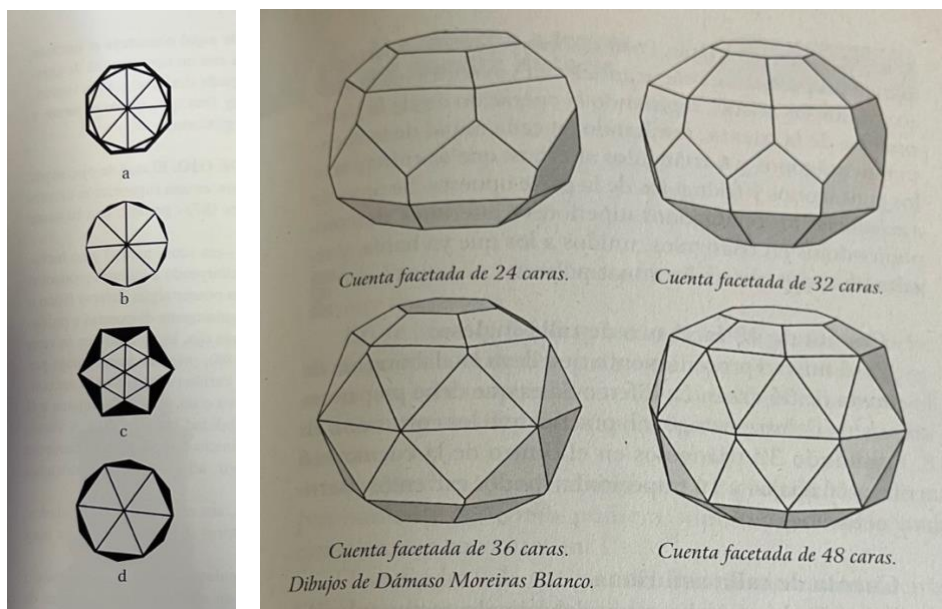 a
b
c
d
Cuenta facetada de 24 caras.
Cuenta facetada de 32 caras.
Cuenta facetada de 36 caras.
Cuenta facetada de 48 caras.
Dibujos de Dámaso Moreiras Blanco.